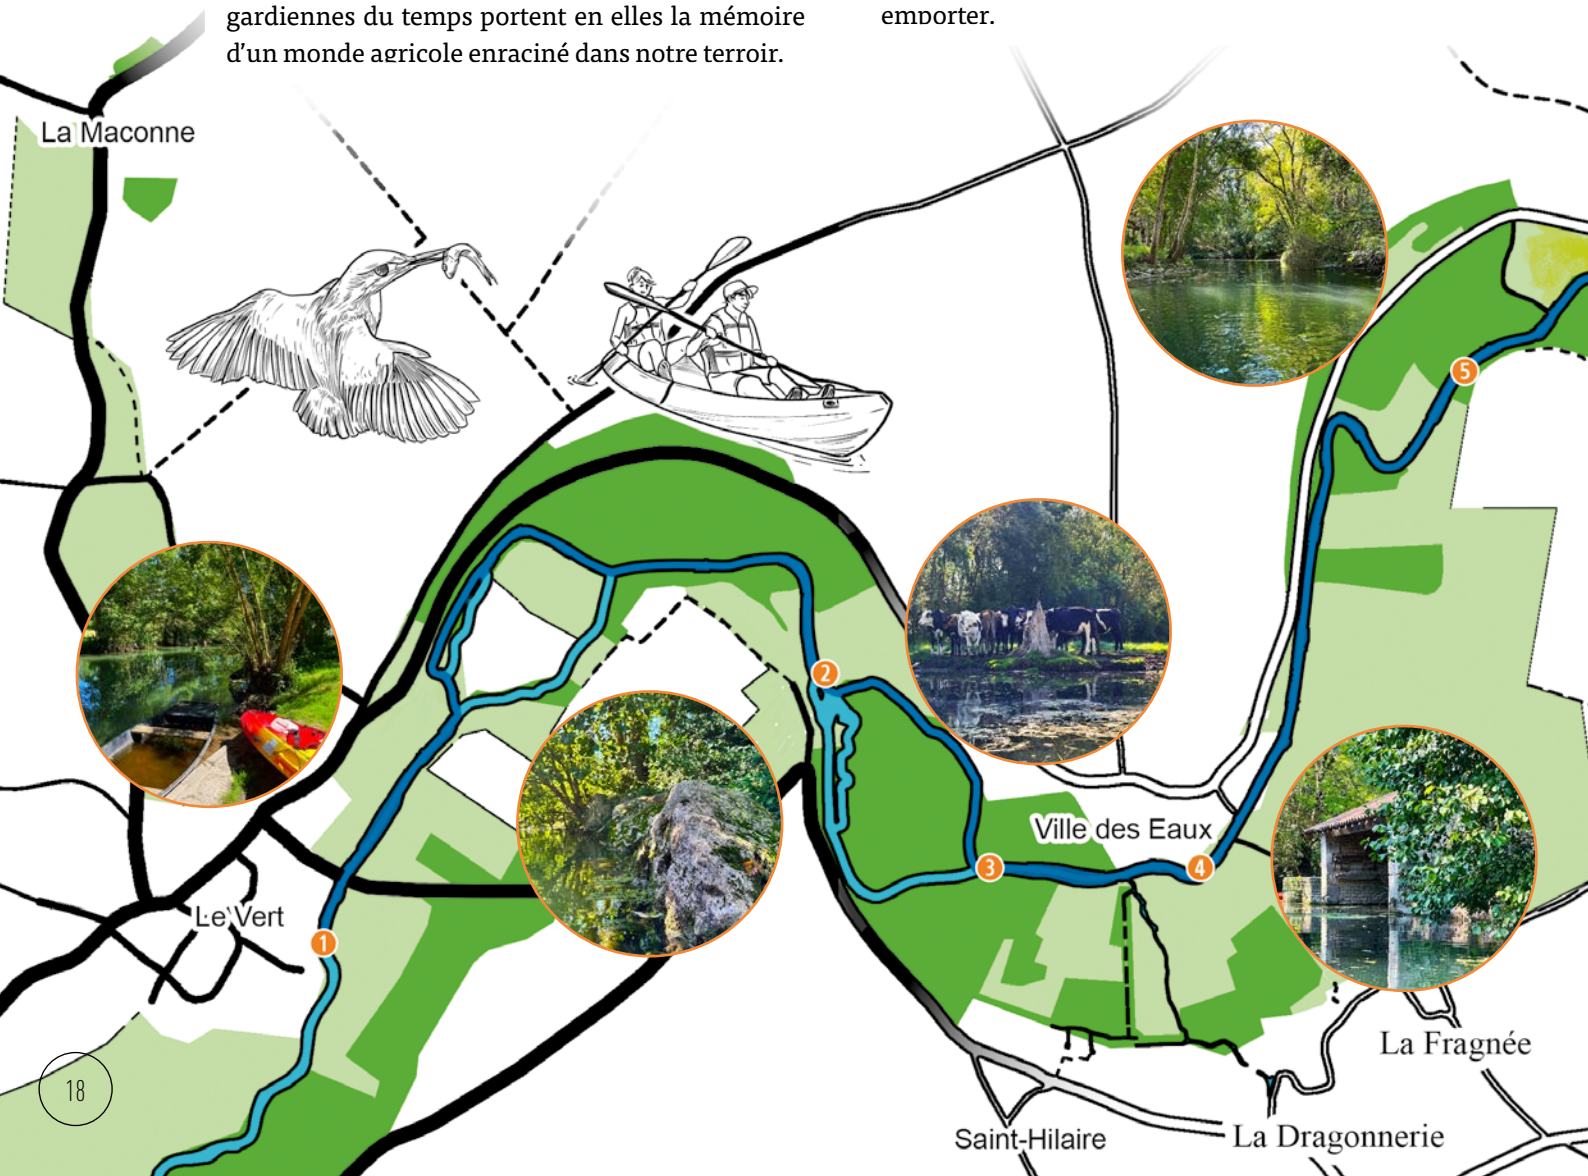 gardiennes du temps portent en elles la mémoire
d'un monde agricole enraciné dans notre terroir.
emporter.
La Maconne
5
2
Ville des Eaux
3
4
Le Vert
1
La Fragnée
18
Saint-Hilaire
La Dragonnerie